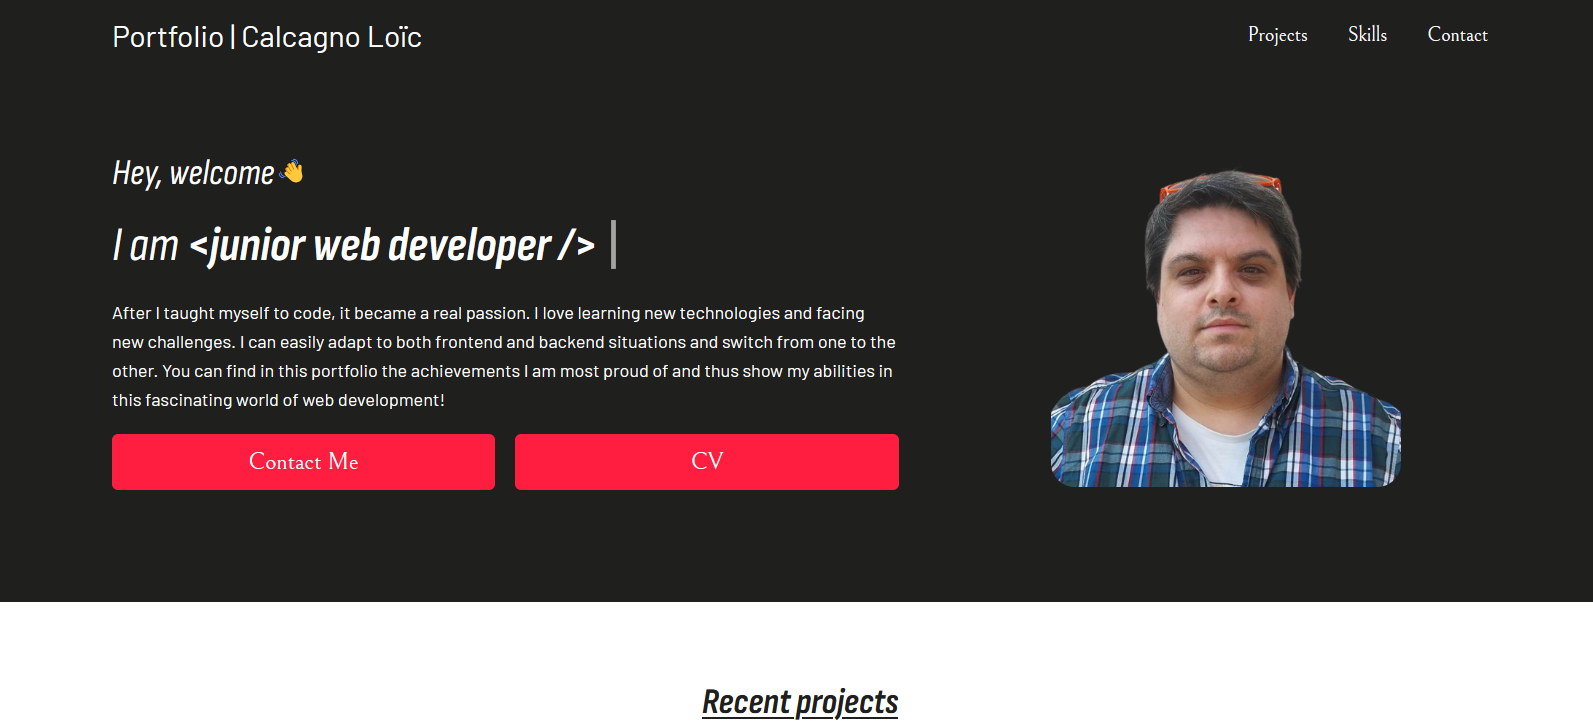 Portfolio | Calcagno Loïc
Projects Skills Contact
Hey, welcome👋
I am <junior web developer /> |
After I taught myself to code, it became a real passion. I love learning new technologies and facing
new challenges. I can easily adapt to both frontend and backend situations and switch from one to the
other. You can find in this portfolio the achievements I am most proud of and thus show my abilities in
this fascinating world of web development!
Contact Me
CV
Recent projects